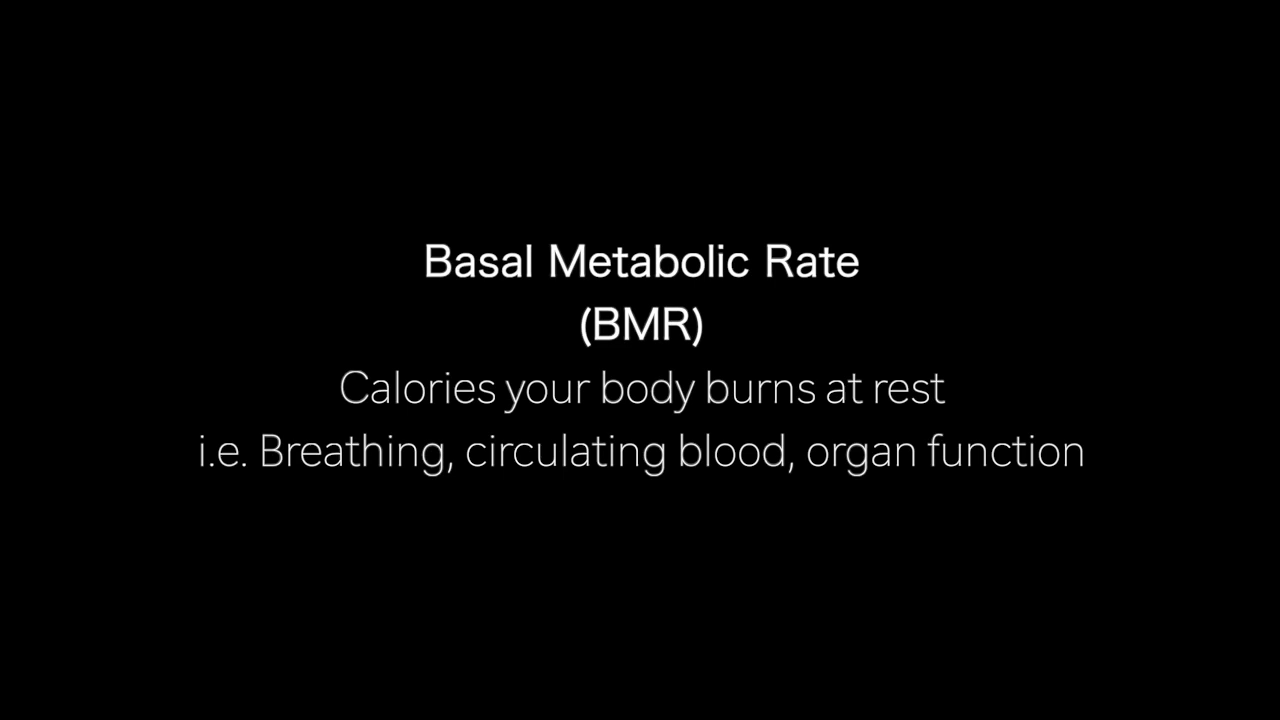 Basal Metabolic Rate
(BMR)
Calories your body burns at rest
i.e. Breathing, circulating blood, organ function